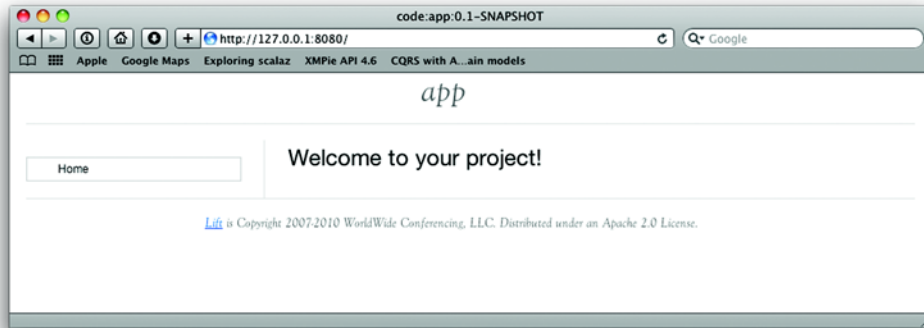 code:app:0.1-SNAPSHOT
http://127.0.0.1:8080/
Google
Apple Google Maps Exploring scalaz XMPie API 4.6 CQRS with A...ain models
app
Home
Welcome to your project!
Lift is Copyright 2007-2010 WorldWide Conferencing, LLC. Distributed under an Apache 2.0 License.